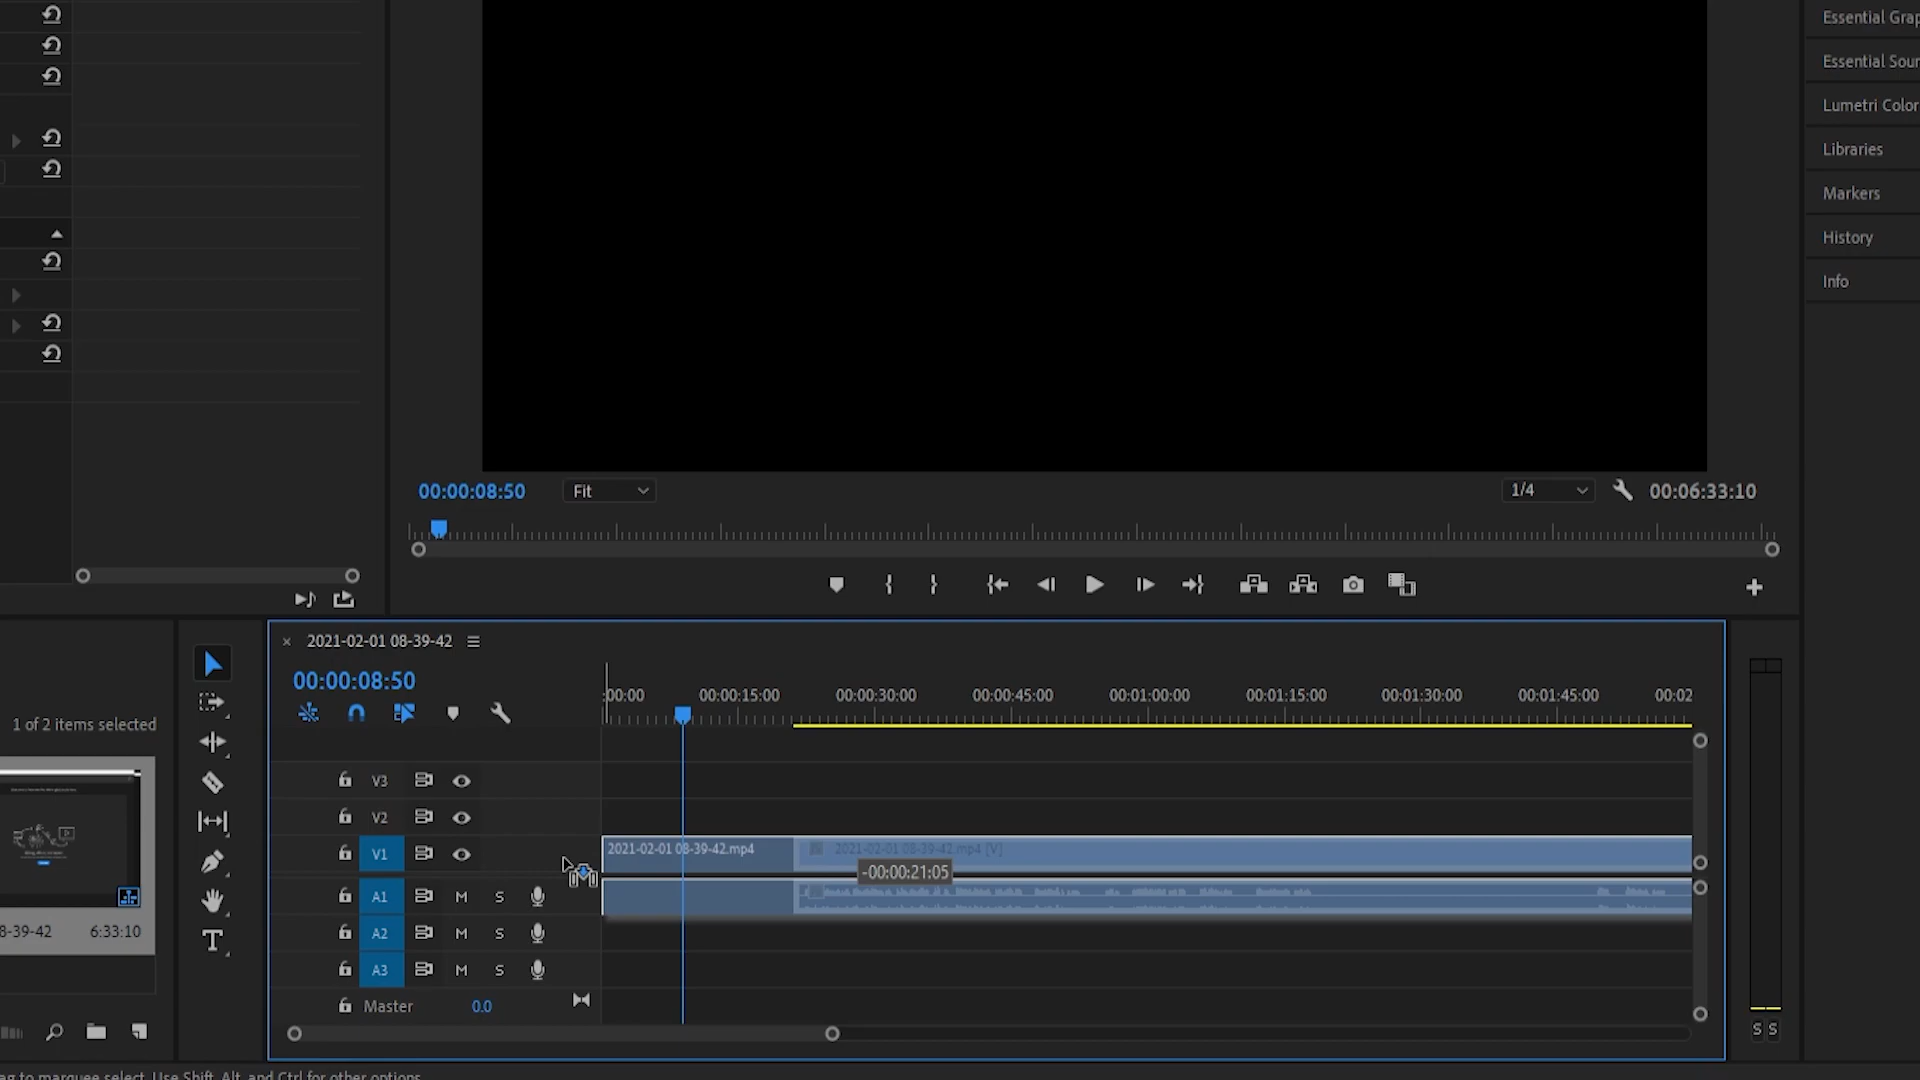 Essential Grap
Essential Sour
Lumetri Color
Libraries
Markers
History
Info
00:00:08:50
Fit
1/4
00:06:33:10
2021-02-01 08-39-42
00:00:08:50
:00:00
00:00:15:00
00:00:30:00
00:00:45:00
00:01:00:00
00:01:15:00
00:01:30:00
00:01:45:00
00:02
1 of 2 items selected
V3
V2
V1
2021-02-01 08-39-42.mp4
2021-02-01 08-39-42.mp4 [V]
-00:00:21:05
A1 M S
8-39-42 6:33:10
A2 M S
A3 M S
Master 0.0
S S
ag to marquee select. Use Shift, Alt, and Ctrl for other options.